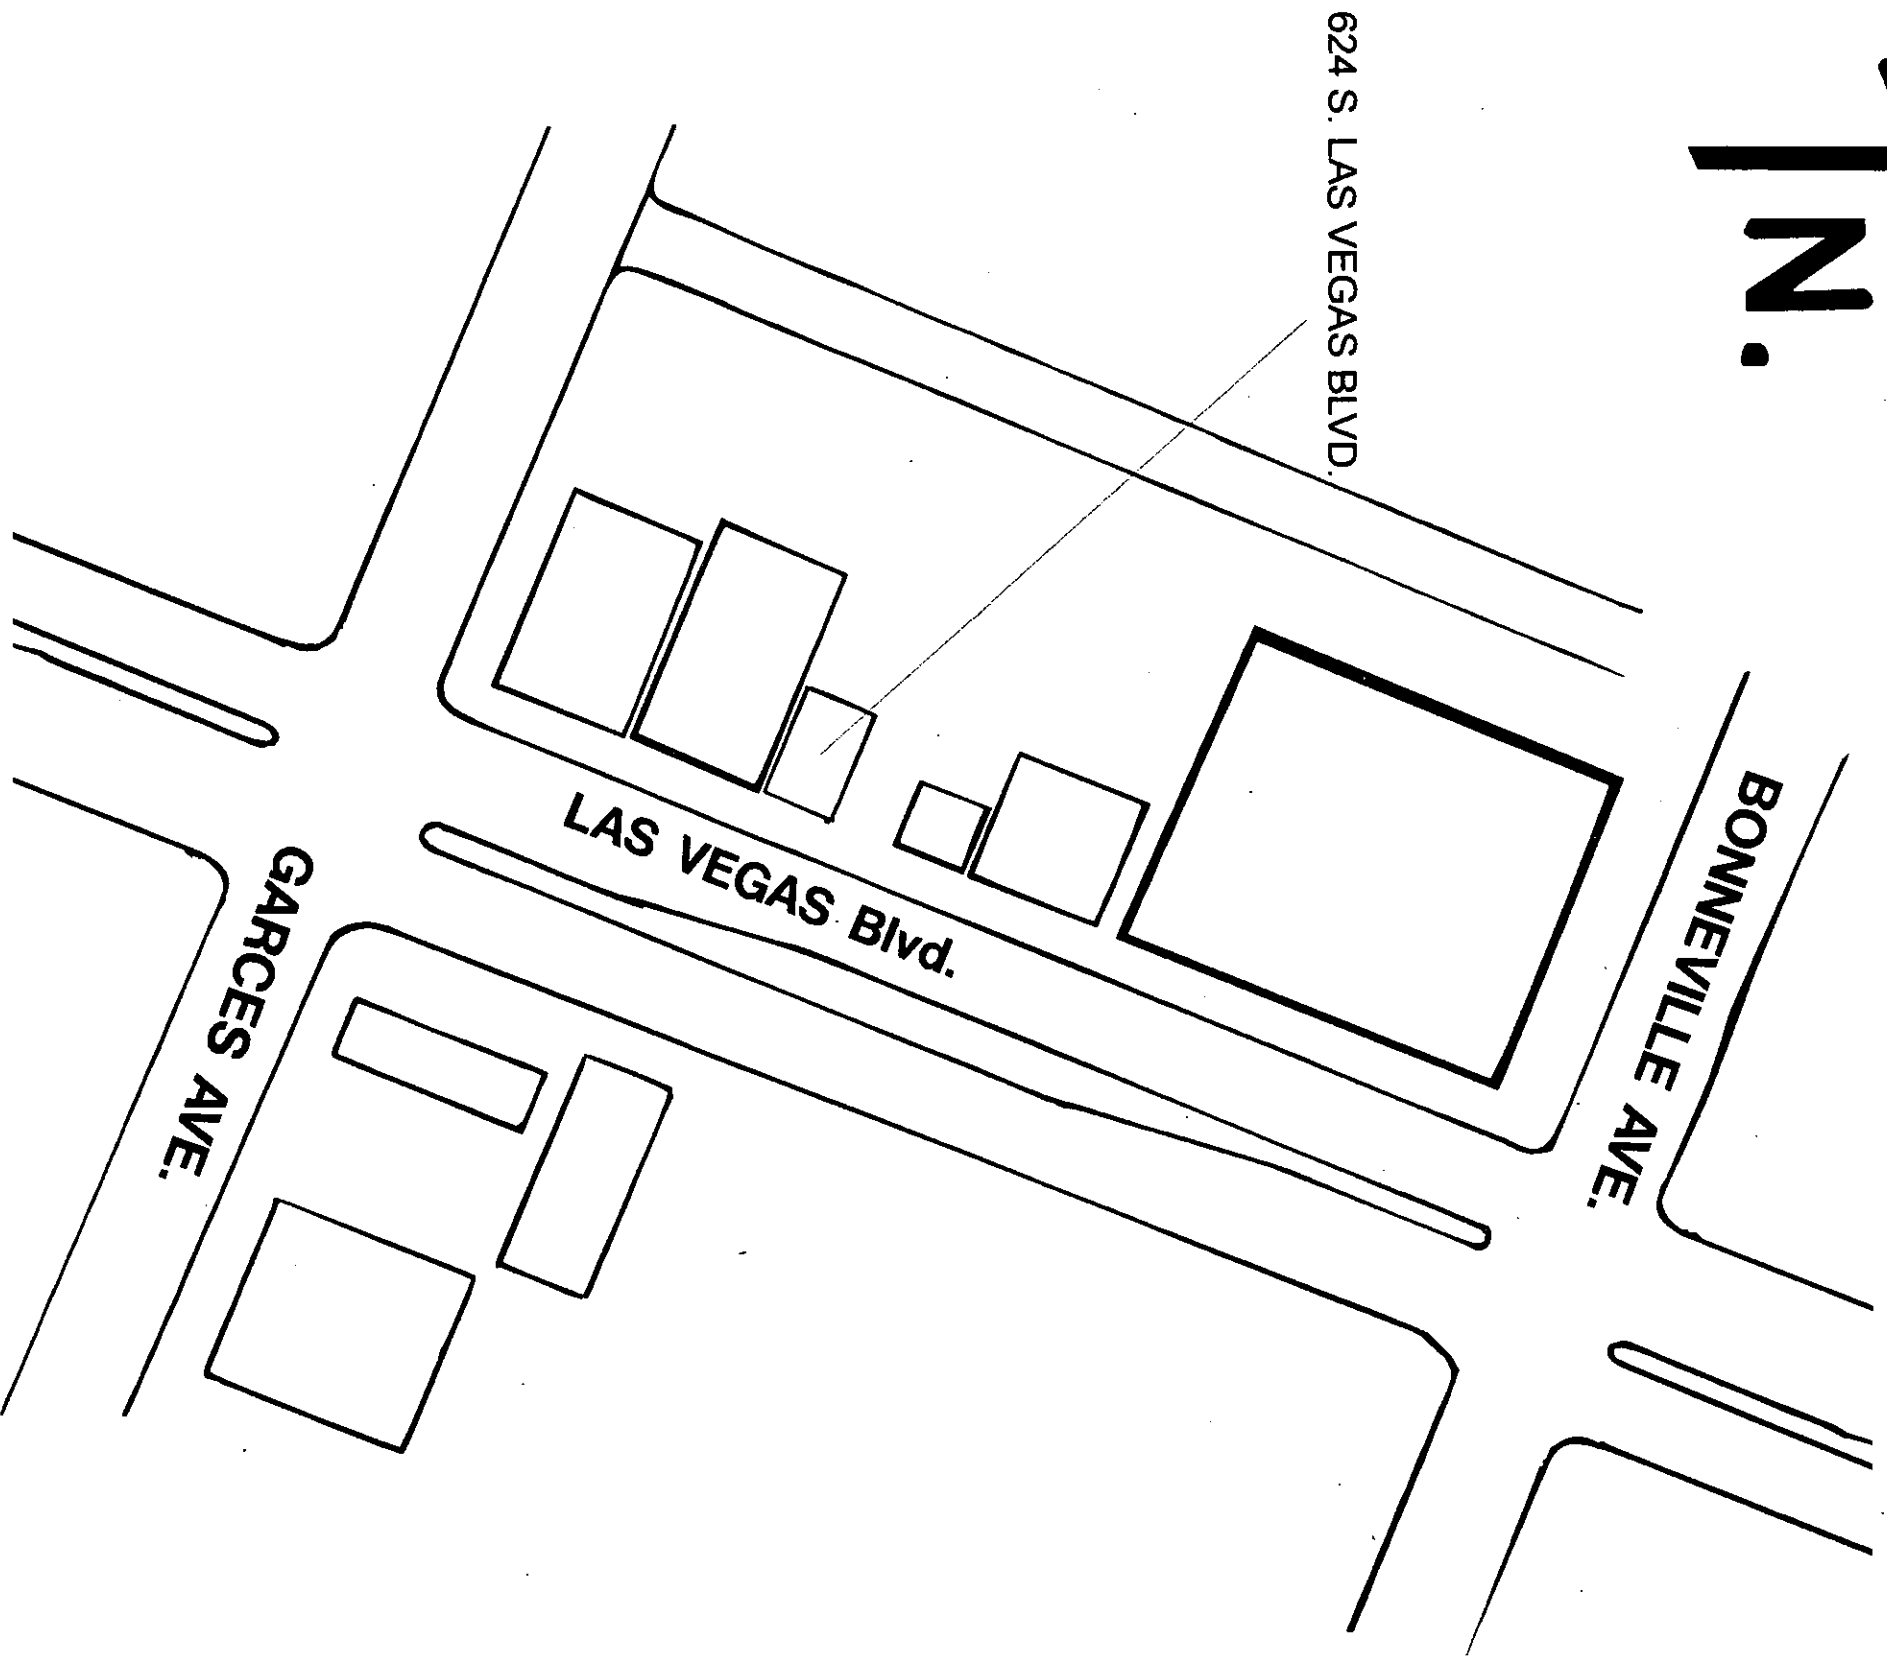 624 S. LAS VEGAS BLVD.
N.
BONNEVILLE AVE.
LAS VEGAS Blvd.
GARCES AVE.